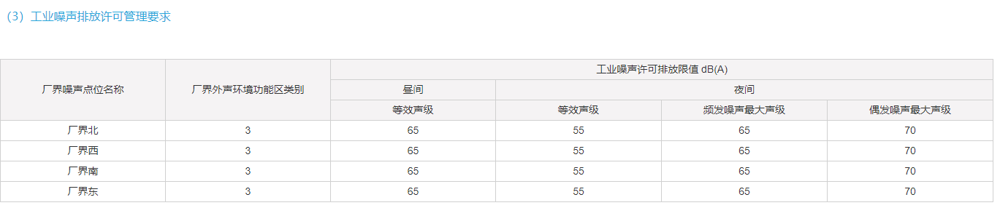 （3）工业噪声排放许可管理要求
厂界噪声点位名称 厂界外声环境功能区类别 工业噪声许可排放限值 dB(A)
昼间 夜间
等效声级 等效声级 频发噪声最大声级 偶发噪声最大声级
厂界北 3 65 55 65 70
厂界西 3 65 55 65 70
厂界南 3 65 55 65 70
厂界东 3 65 55 65 70